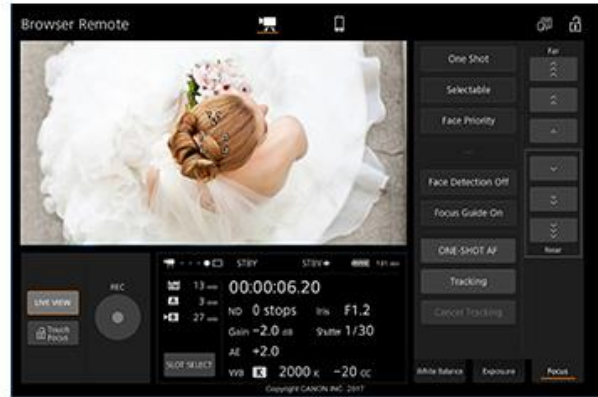 Browser Remote
One Shot
Selectable
Face Priority
Face Detection Off
Focus Guide On
ONE-SHOT AF
Tracking
Cancel Tracking
Far
Near
LIVE VIEW
Touch
Focus
REC
STBY STBY
13 min
3 min
27 min
SLOT SELECT
00:00:06.20
ND 0 stops Iris F1.2
Gain -2.0 dB Shutter 1/30
AE +2.0
WB K 2000 K -20 CC
White Balance Exposure Focus
Copyright CANON INC. 2017